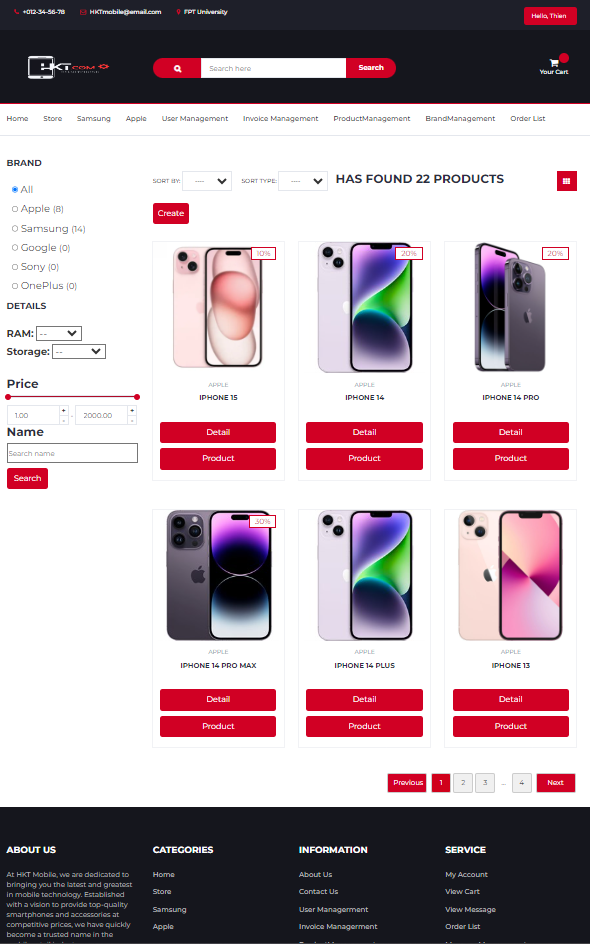 +012-34-56-78 HKTmobile@email.com FPT University Hello, Thien
HKT COM
Search here Search Your Cart
Home Store Samsung Apple User Management Invoice Management ProductManagement BrandManagement Order List
BRAND
All
Apple (8)
Samsung (14)
Google (0)
Sony (0)
OnePlus (0)
DETAILS
RAM: --
Storage: --
Price
1.00 + - - 2000.00 + -
Name
Search name
Search
SORT BY: ---- SORT TYPE: ---- HAS FOUND 22 PRODUCTS
Create
10% 20% 20%
APPLE APPLE APPLE
IPHONE 15 IPHONE 14 IPHONE 14 PRO
Detail Detail Detail
Product Product Product
30%
APPLE APPLE APPLE
IPHONE 14 PRO MAX IPHONE 14 PLUS IPHONE 13
Detail Detail Detail
Product Product Product
Previous 1 2 3 ... 4 Next
ABOUT US
At HKT Mobile, we are dedicated to
bringing you the latest and greatest
in mobile technology. Established
with a vision to provide top-quality
smartphones and accessories at
competitive prices, we have quickly
become a trusted name in the
CATEGORIES
Home
Store
Samsung
Apple
INFORMATION
About Us
Contact Us
User Management
Invoice Management
SERVICE
My Account
View Cart
View Message
Order List